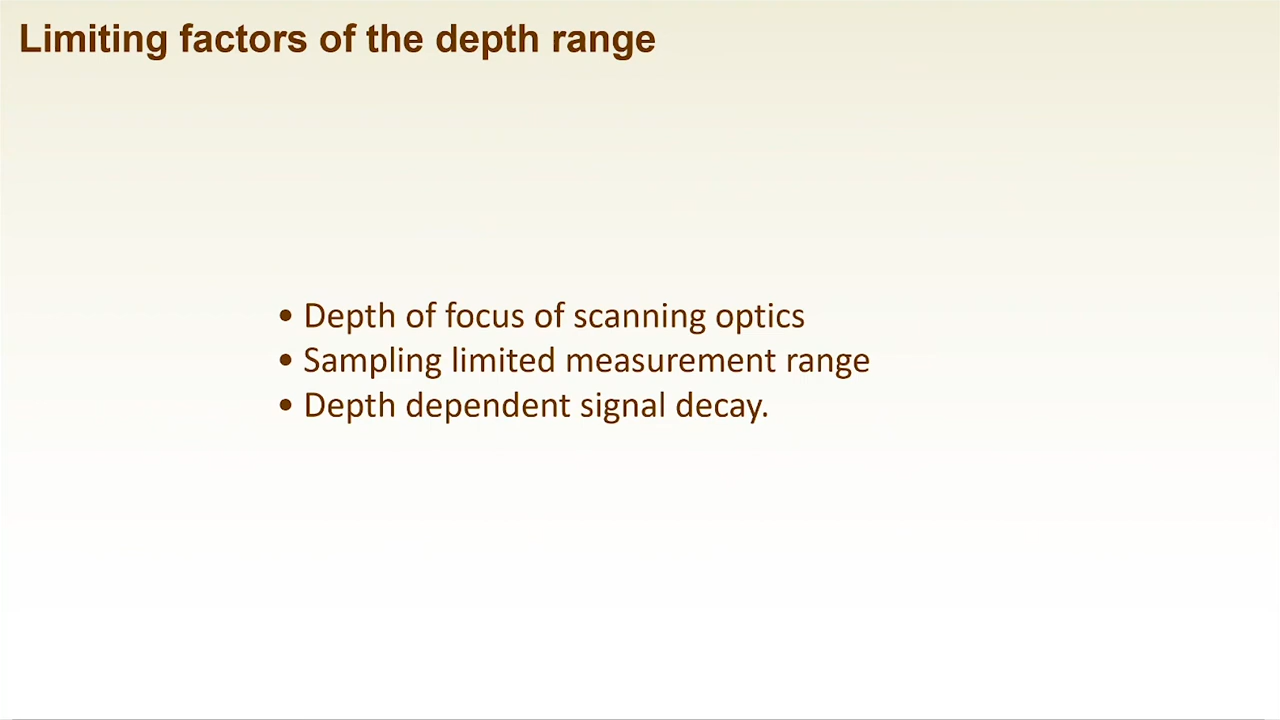 Limiting factors of the depth range
• Depth of focus of scanning optics
• Sampling limited measurement range
• Depth dependent signal decay.